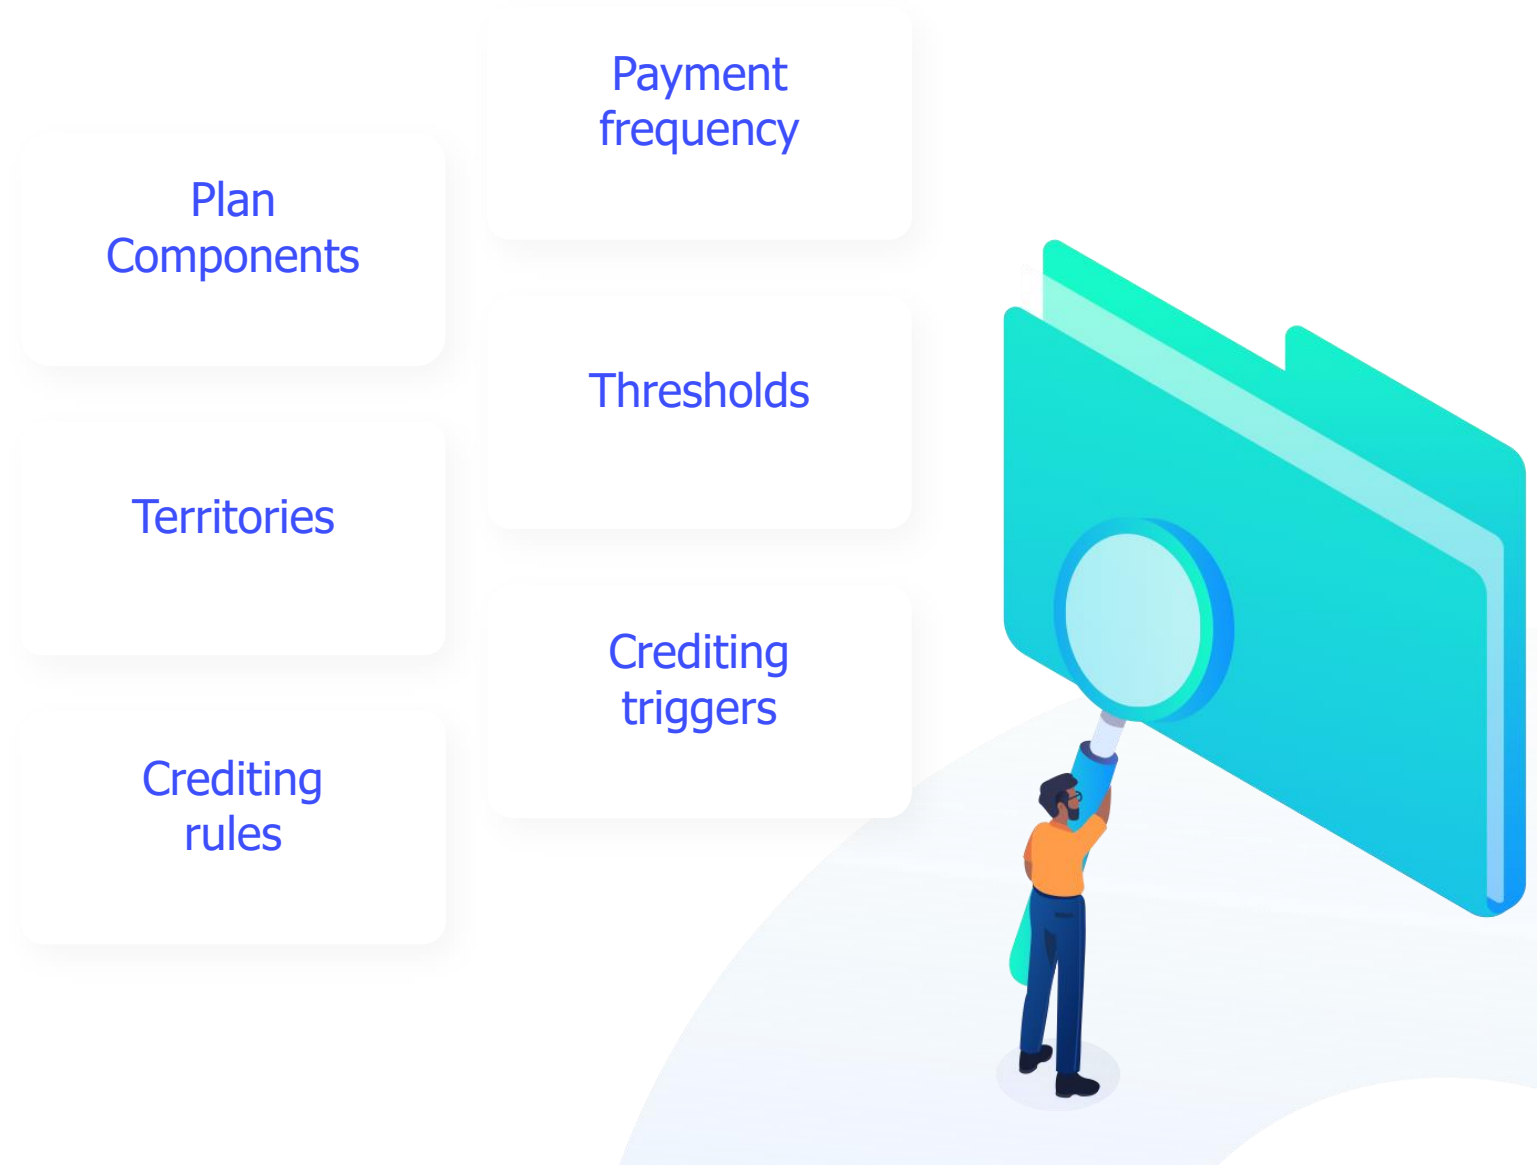 Payment
frequency
Plan
Components
Thresholds
Territories
Crediting
triggers
Crediting
rules